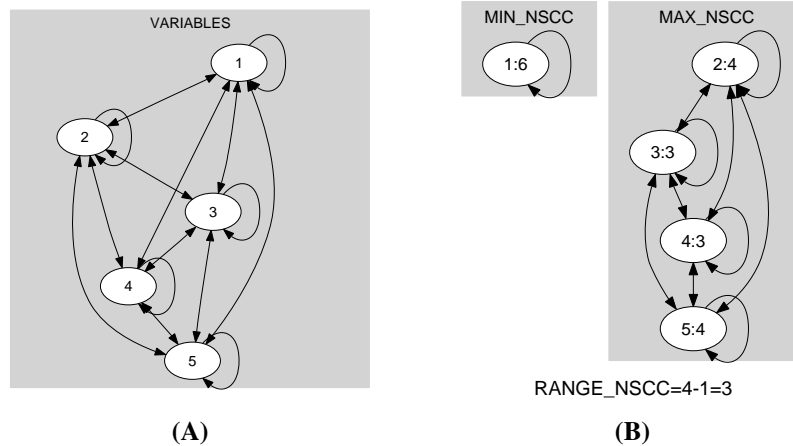 VARIABLES
1
2
3
4
5
(A)
MIN_NSCC
1:6
MAX_NSCC
2:4
3:3
4:3
5:4
RANGE_NSCC=4-1=3
(B)